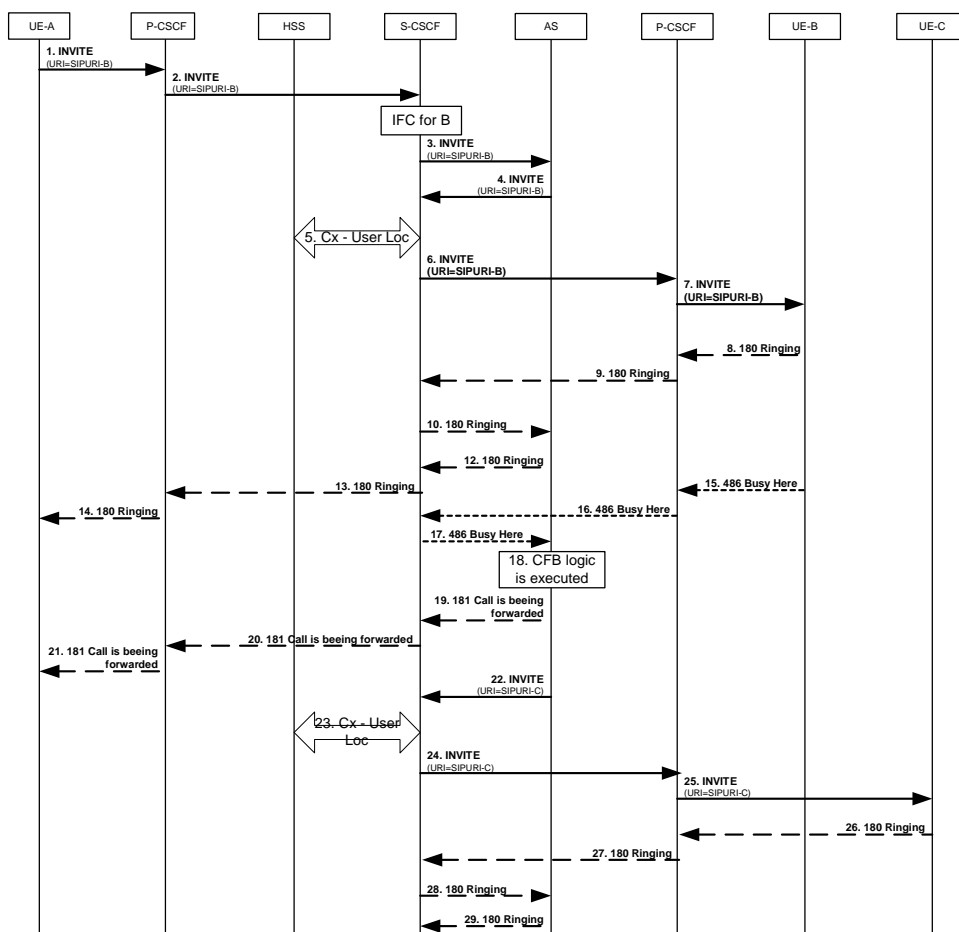 UE-A
P-CSCF
HSS
S-CSCF
AS
P-CSCF
UE-B
UE-C
1. INVITE
(URI=SIPURI-B)
2. INVITE
(URI=SIPURI-B)
IFC for B
3. INVITE
(URI=SIPURI-B)
4. INVITE
(URI=SIPURI-B)
5. Cx - User Loc
6. INVITE
(URI=SIPURI-B)
7. INVITE
(URI=SIPURI-B)
8. 180 Ringing
9. 180 Ringing
10. 180 Ringing
12. 180 Ringing
13. 180 Ringing
14. 180 Ringing
15. 486 Busy Here
16. 486 Busy Here
17. 486 Busy Here
18. CFB logic
is executed
19. 181 Call is beeing
forwarded
20. 181 Call is beeing forwarded
21. 181 Call is beeing
forwarded
22. INVITE
(URI=SIPURI-C)
23. Cx - User
Loc
24. INVITE
(URI=SIPURI-C)
25. INVITE
(URI=SIPURI-C)
26. 180 Ringing
27. 180 Ringing
28. 180 Ringing
29. 180 Ringing